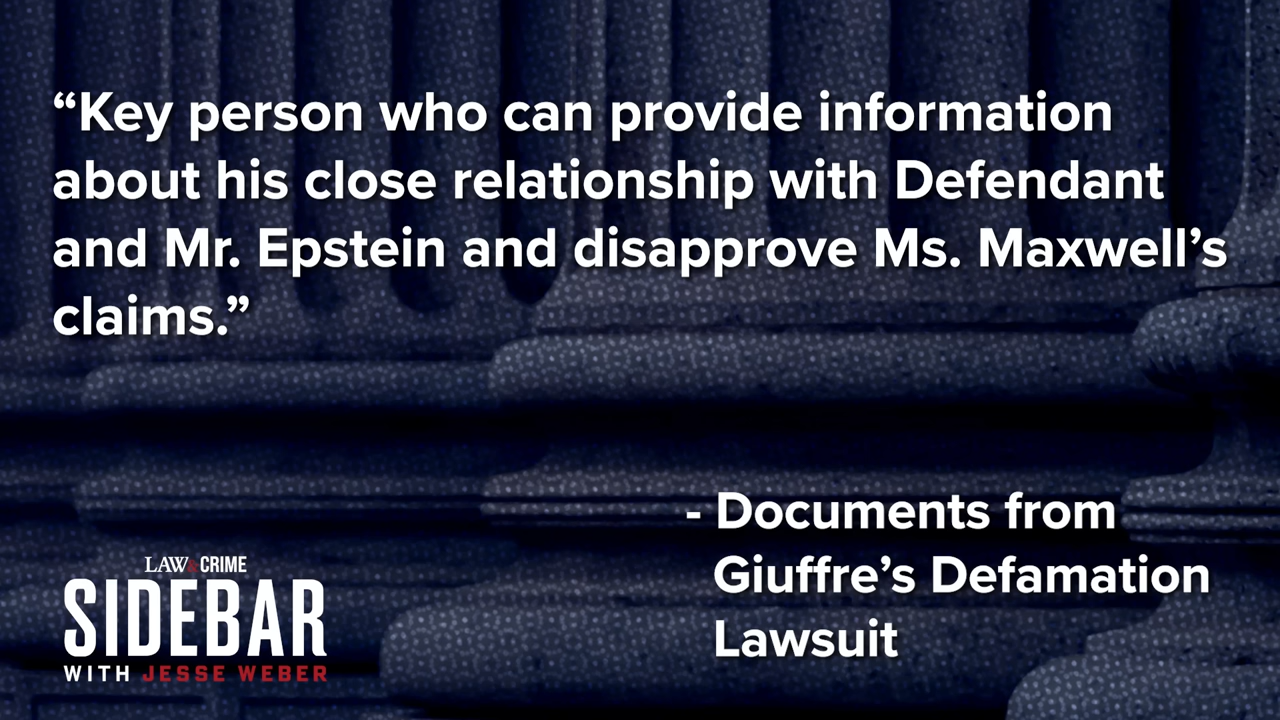 “Key person who can provide information
about his close relationship with Defendant
and Mr. Epstein and disapprove Ms. Maxwell’s
claims.”
- Documents from
Giuffre’s Defamation
Lawsuit
LAW&CRIME
SIDEBAR
WITH JESSE WEBER